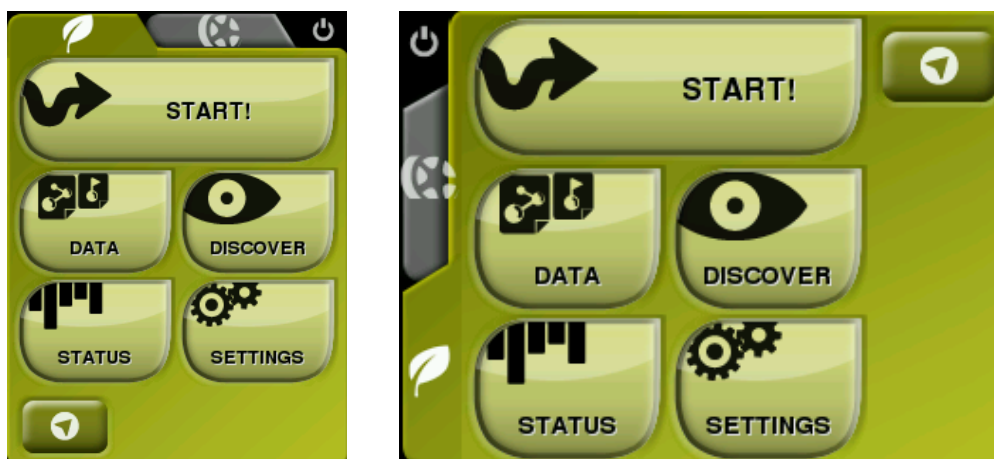 START!
DATA
DISCOVER
STATUS
SETTINGS
START!
DATA
DISCOVER
STATUS
SETTINGS